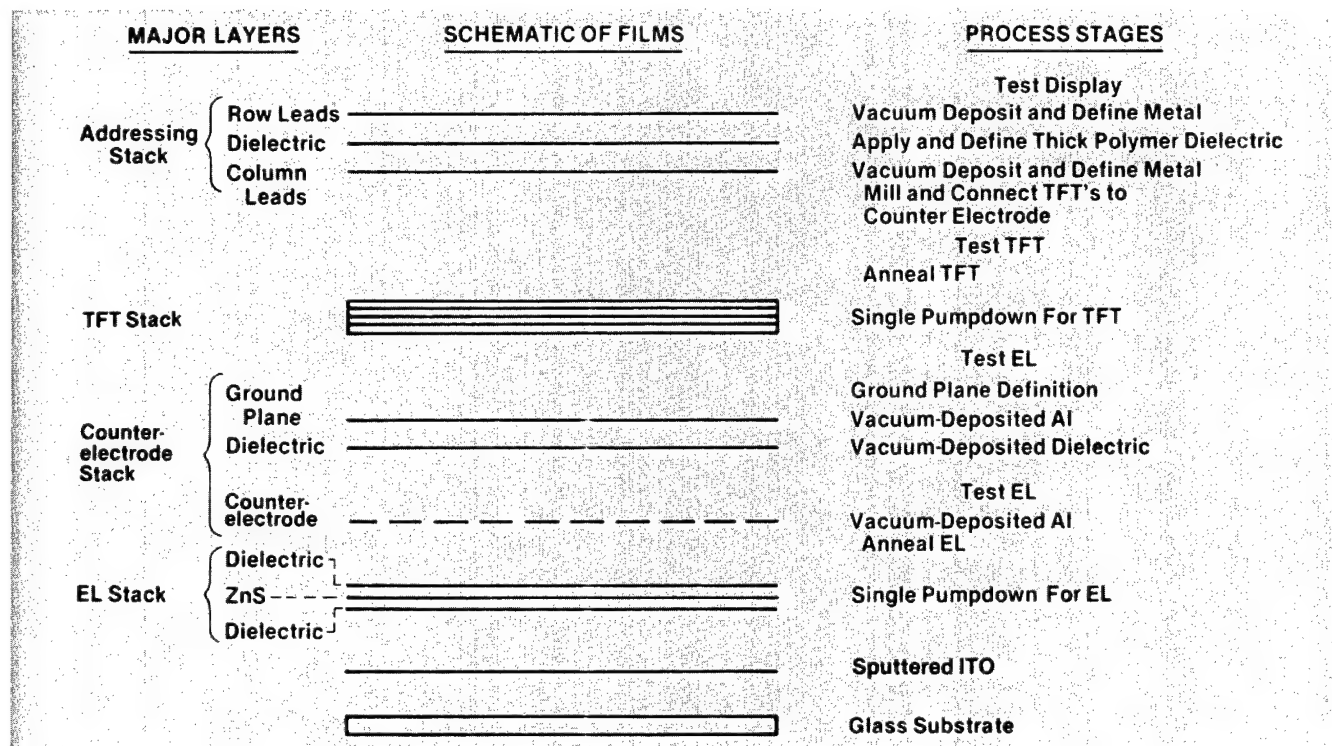 MAJOR LAYERS SCHEMATIC OF FILMS PROCESS STAGES
Test Display
Row Leads Vacuum Deposit and Define Metal
Addressing Stack Dielectric Apply and Define Thick Polymer Dielectric
Column Leads Vacuum Deposit and Define Metal
Mill and Connect TFT's to
Counter Electrode
Test TFT
Anneal TFT
TFT Stack Single Pumpdown For TFT
Test EL
Ground Plane Ground Plane Definition
Vacuum-Deposited Al
Counter-electrode Stack Dielectric Vacuum-Deposited Dielectric
Test EL
Counter-electrode Vacuum-Deposited Al
Anneal EL
Dielectric
EL Stack ZnS Single Pumpdown For EL
Dielectric
Sputtered ITO
Glass Substrate